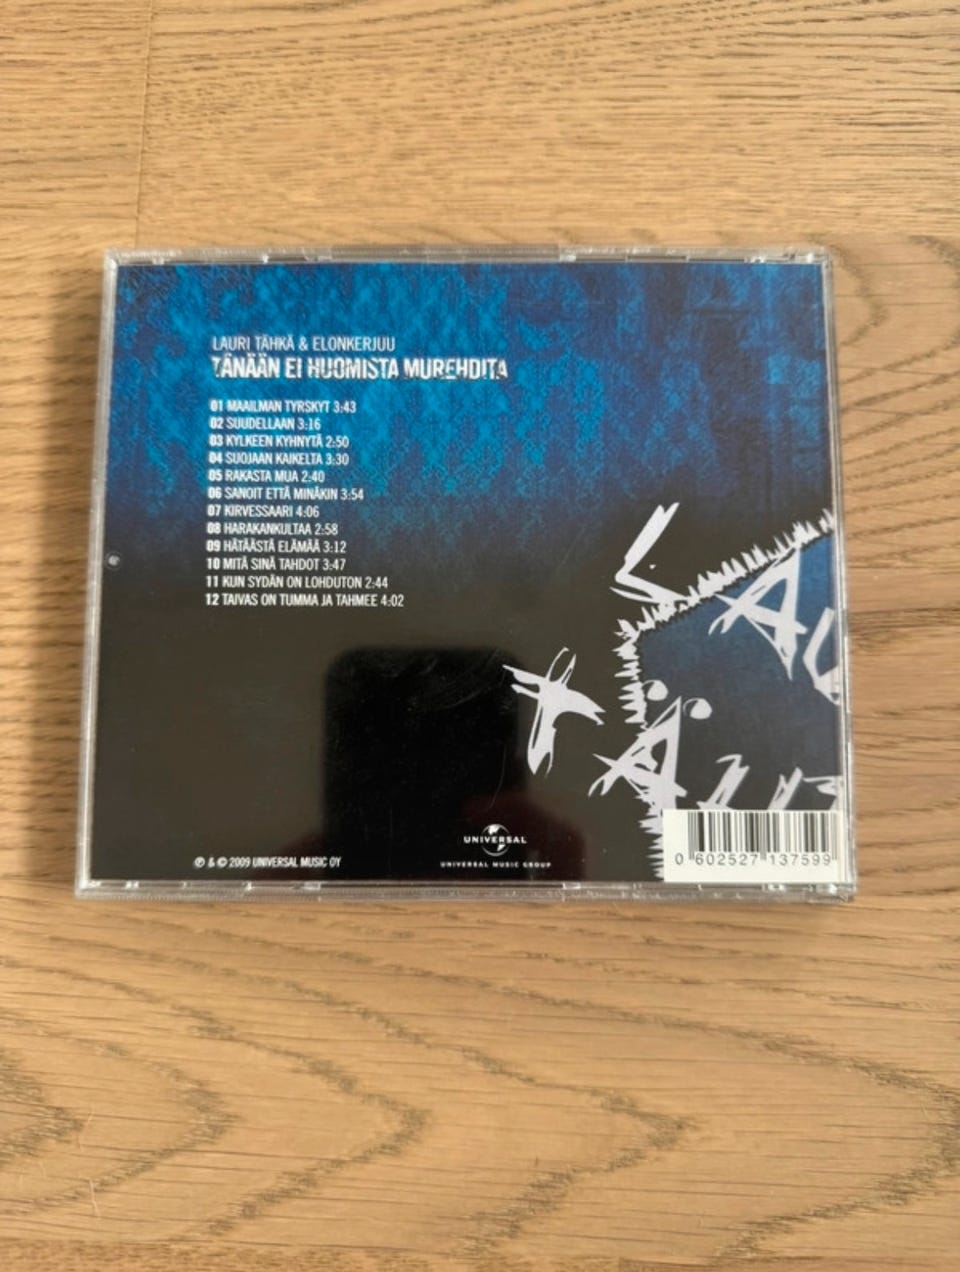 LAURI TÄHKÄ & ELONKERJUU
TÄNÄÄN EI HUOMISTA MUREHDITA
01 MAAILMAN TYRSKYT 3:43
02 SUUDELLAAN 3:16
03 KYLKEEN KYHNYTÄ 2:50
04 SUOJAAN KAIKELTA 3:30
05 RAKASTA MUA 2:40
06 SANOIT ETTÄ MINÄKIN 3:54
07 KIRVESSAARI 4:06
08 HARAKANKULTAA 2:58
09 HÄTÄÄSTÄ ELÄMÄÄ 3:12
10 MITÄ SINÄ TAHDOT 3:47
11 KUN SYDÄN ON LOHDUTON 2:44
12 TAIVAS ON TUMMA JA TAHMEE 4:02
LAU
TÄ
℗ & © 2009 UNIVERSAL MUSIC OY
UNIVERSAL
UNIVERSAL MUSIC GROUP
0 602527 137599